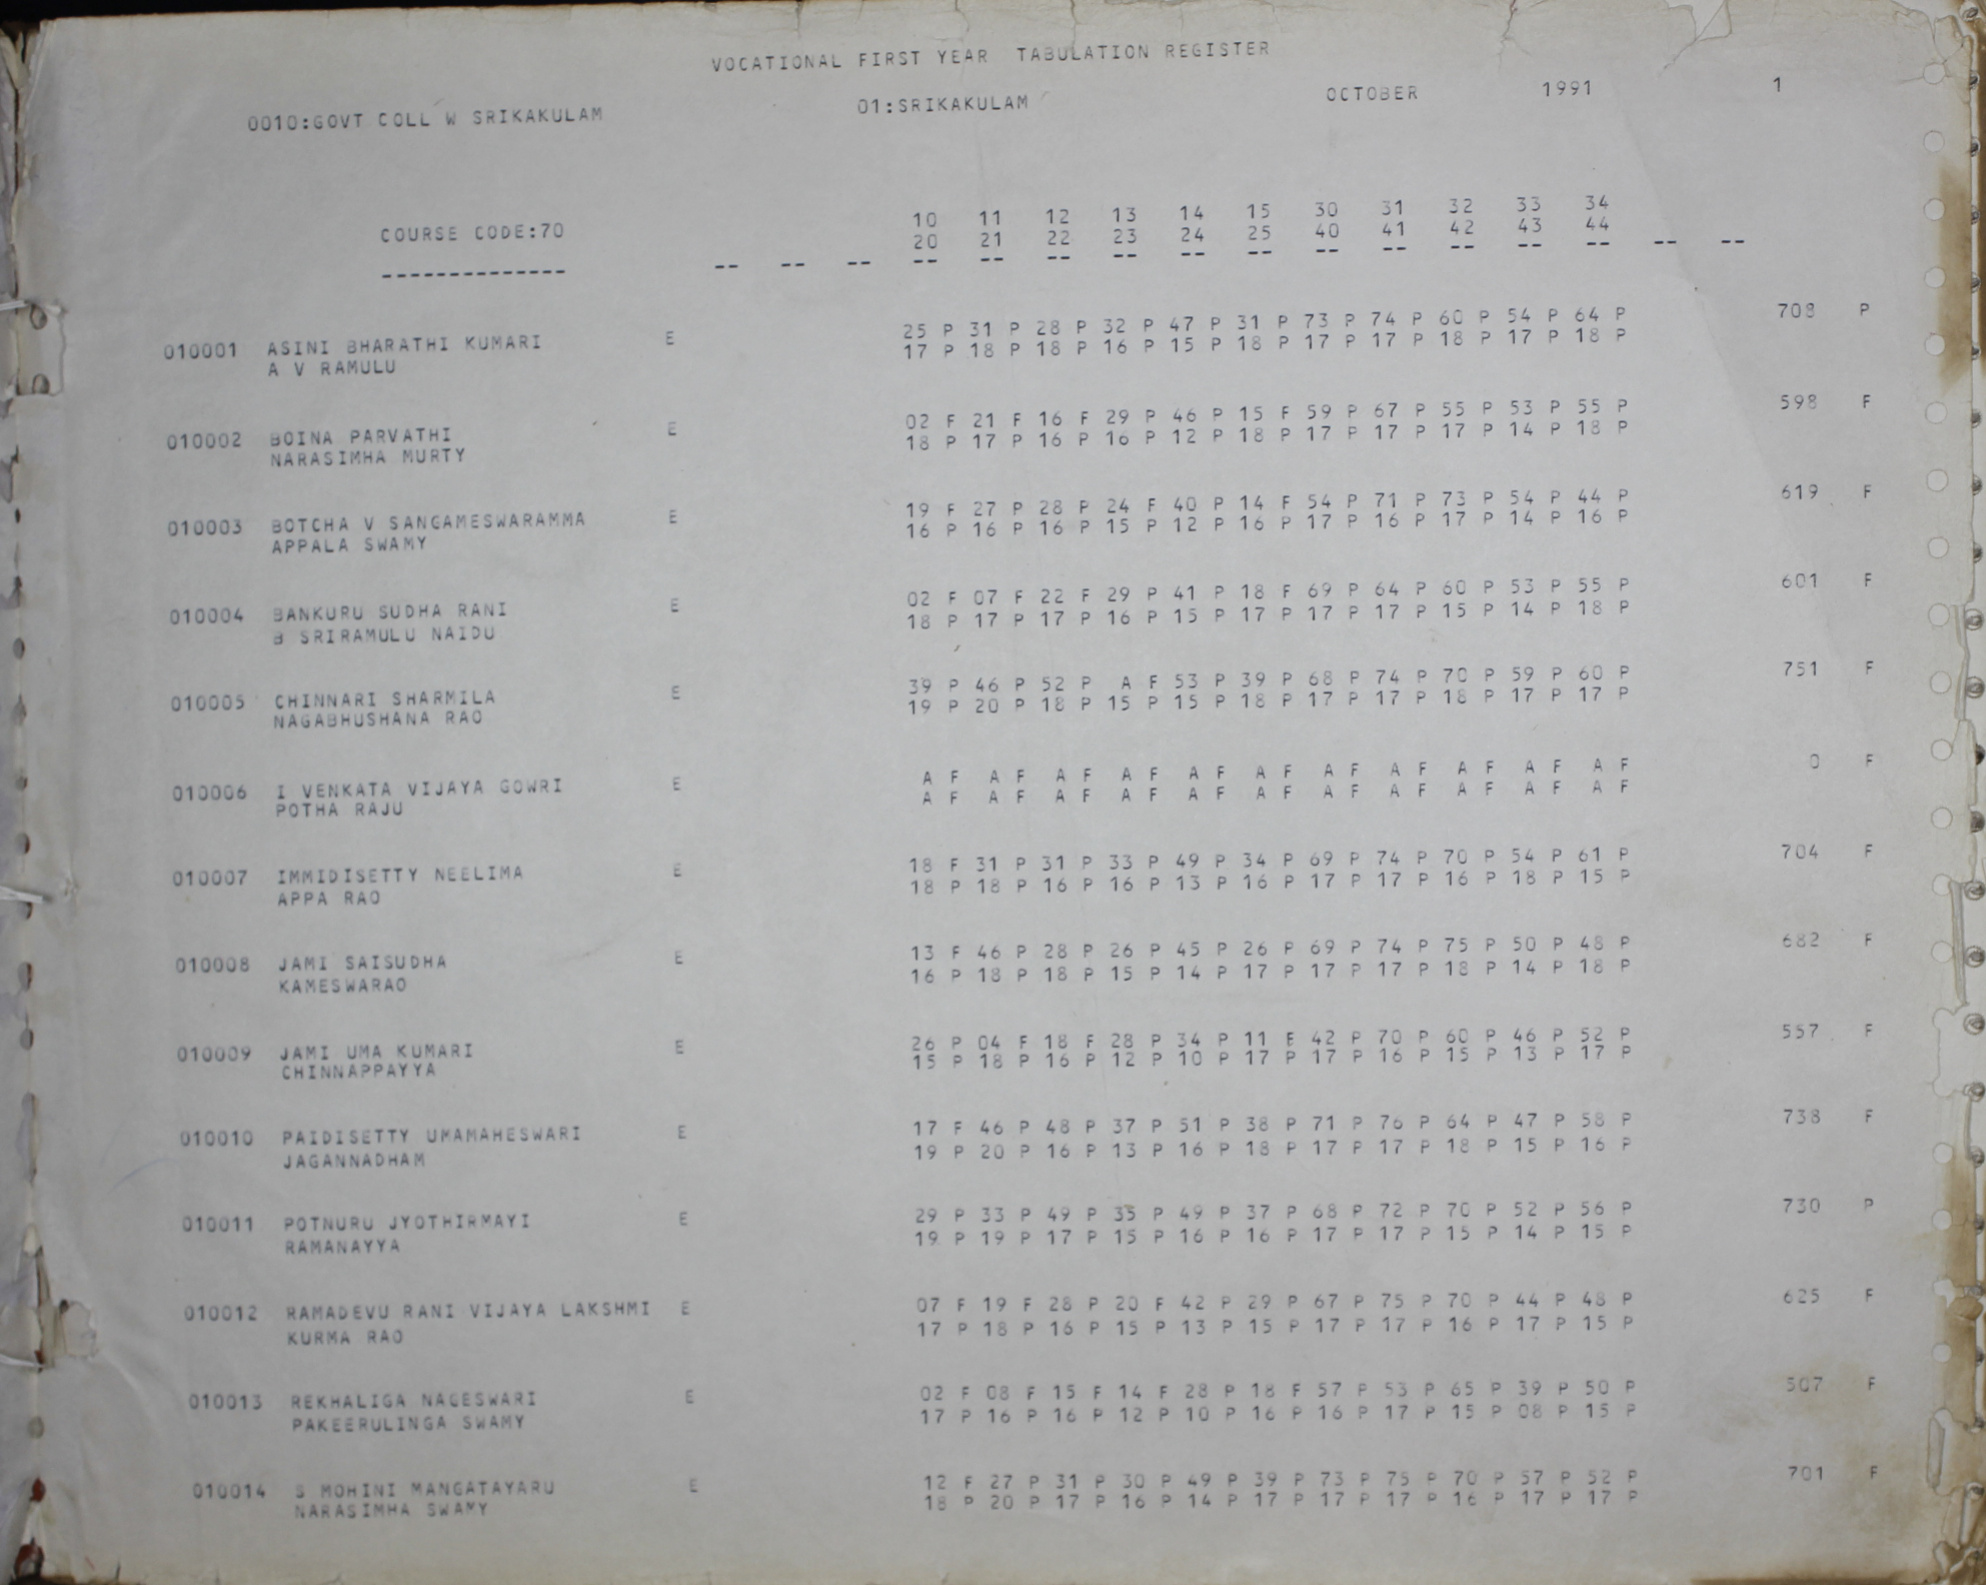 VOCATIONAL FIRST YEAR TABULATION REGISTER
0010:GOVT COLL W SRIKAKULAM 01:SRIKAKULAM OCTOBER 1991 1
10 11 12 13 14 15 30 31 32 33 34
COURSE CODE:70 20 21 22 23 24 25 40 41 42 43 44
-------------- -- -- -- -- -- -- -- -- -- -- -- -- -- -- -- --
25 P 31 P 28 P 32 P 47 P 31 P 73 P 74 P 60 P 54 P 64 P 708 P
010001 ASINI BHARATHI KUMARI E 17 P 18 P 18 P 16 P 15 P 18 P 17 P 17 P 18 P 17 P 18 P
A V RAMULU
02 F 21 F 16 F 29 P 46 P 15 F 59 P 67 P 55 P 53 P 55 P 598 F
010002 BOINA PARVATHI E 18 P 17 P 16 P 16 P 12 P 18 P 17 P 17 P 17 P 14 P 18 P
NARASIMHA MURTY
19 F 27 P 28 P 24 F 40 P 14 F 54 P 71 P 73 P 54 P 44 P 619 F
010003 BOTCHA V SANGAMESWARAMMA E 16 P 16 P 16 P 15 P 12 P 16 P 17 P 16 P 17 P 14 P 16 P
APPALA SWAMY
02 F 07 F 22 F 29 P 41 P 18 F 69 P 64 P 60 P 53 P 55 P 601 F
010004 BANKURU SUDHA RANI E 18 P 17 P 17 P 16 P 15 P 17 P 17 P 17 P 15 P 14 P 18 P
B SRIRAMULU NAIDU
39 P 46 P 52 P A F 53 P 39 P 68 P 74 P 70 P 59 P 60 P 751 F
010005 CHINNARI SHARMILA E 19 P 20 P 18 P 15 P 15 P 18 P 17 P 17 P 18 P 17 P 17 P
NAGABHUSHANA RAO
A F A F A F A F A F A F A F A F A F A F A F 0 F
010006 I VENKATA VIJAYA GOWRI E A F A F A F A F A F A F A F A F A F A F A F
POTHA RAJU
18 F 31 P 31 P 33 P 49 P 34 P 69 P 74 P 70 P 54 P 61 P 704 F
010007 IMMIDISETTY NEELIMA E 18 P 18 P 16 P 16 P 13 P 16 P 17 P 17 P 16 P 18 P 15 P
APPA RAO
13 F 46 P 28 P 26 P 45 P 26 P 69 P 74 P 75 P 50 P 48 P 682 F
010008 JAMI SAISUDHA E 16 P 18 P 18 P 15 P 14 P 17 P 17 P 17 P 18 P 14 P 18 P
KAMESWARAO
26 P 04 F 18 F 28 P 34 P 11 F 42 P 70 P 60 P 46 P 52 P 557 F
010009 JAMI UMA KUMARI E 15 P 18 P 16 P 12 P 10 P 17 P 17 P 16 P 15 P 13 P 17 P
CHINNAPPAYYA
17 F 46 P 48 P 37 P 51 P 38 P 71 P 76 P 64 P 47 P 58 P 738 F
010010 PAIDISETTY UMAMAHESWARI E 19 P 20 P 16 P 13 P 16 P 18 P 17 P 17 P 18 P 15 P 16 P
JAGANNADHAM
29 P 33 P 49 P 35 P 49 P 37 P 68 P 72 P 70 P 52 P 56 P 730 P
010011 POTNURU JYOTHIRMAYI E 19 P 19 P 17 P 15 P 16 P 16 P 17 P 17 P 15 P 14 P 15 P
RAMANAYYA
07 F 19 F 28 P 20 F 42 P 29 P 67 P 75 P 70 P 44 P 48 P 625 F
010012 RAMADEVU RANI VIJAYA LAKSHMI E 17 P 18 P 16 P 15 P 13 P 15 P 17 P 17 P 16 P 17 P 15 P
KURMA RAO
02 F 08 F 15 F 14 F 28 P 18 F 57 P 53 P 65 P 39 P 50 P 507 F
010013 REKHALIGA NAGESWARI E 17 P 16 P 16 P 12 P 10 P 16 P 16 P 17 P 15 P 08 P 15 P
PAKEERULINGA SWAMY
12 F 27 P 31 P 30 P 49 P 39 P 73 P 75 P 70 P 57 P 52 P 701 F
010014 S MOHINI MANGATAYARU E 18 P 20 P 17 P 16 P 14 P 17 P 17 P 17 P 16 P 17 P 17 P
NARASIMHA SWAMY